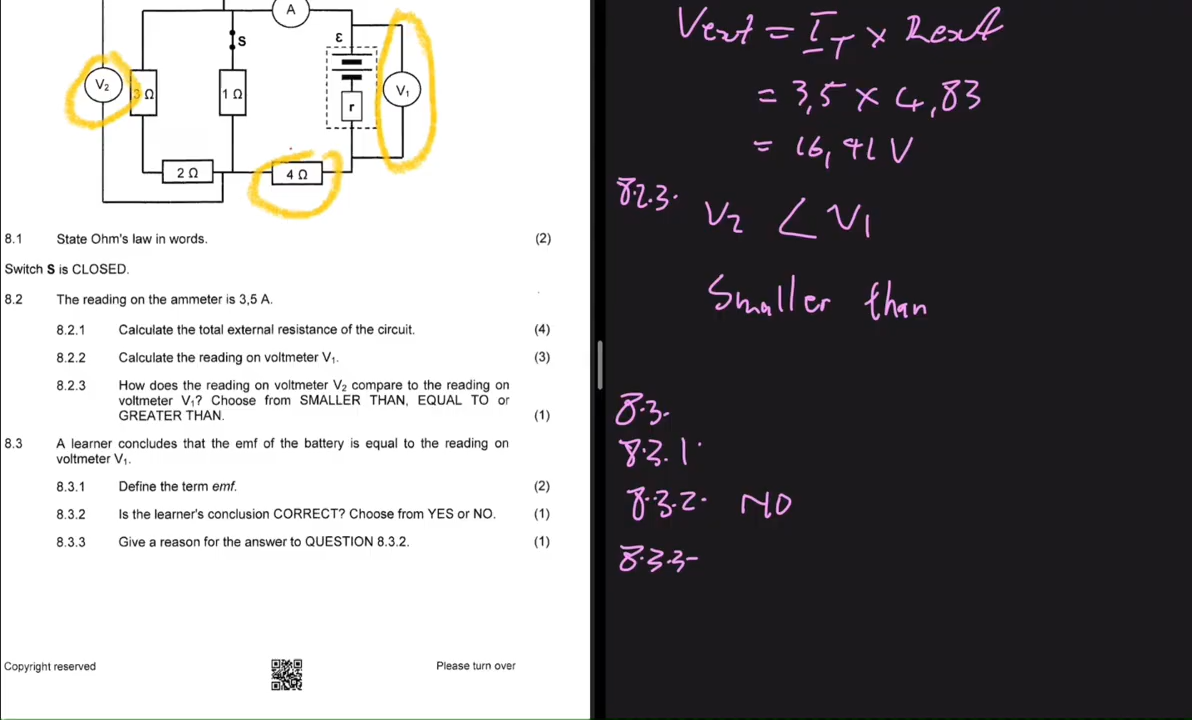 A
ε
S
V₂
3 Ω
1 Ω
r
V₁
2 Ω
4 Ω
8.1 State Ohm's law in words. (2)
Switch S is CLOSED.
8.2 The reading on the ammeter is 3,5 A.
8.2.1 Calculate the total external resistance of the circuit. (4)
8.2.2 Calculate the reading on voltmeter V₁. (3)
8.2.3 How does the reading on voltmeter V₂ compare to the reading on
voltmeter V₁? Choose from SMALLER THAN, EQUAL TO or
GREATER THAN. (1)
8.3 A learner concludes that the emf of the battery is equal to the reading on
voltmeter V₁.
8.3.1 Define the term emf. (2)
8.3.2 Is the learner's conclusion CORRECT? Choose from YES or NO. (1)
8.3.3 Give a reason for the answer to QUESTION 8.3.2. (1)
Copyright reserved Please turn over
Vext = I_T × Rext
= 3,5 × 4,83
= 16,91 V
8.2.3. V₂ < V₁
Smaller than
8.3.
8.3.1.
8.3.2. NO
8.3.3-